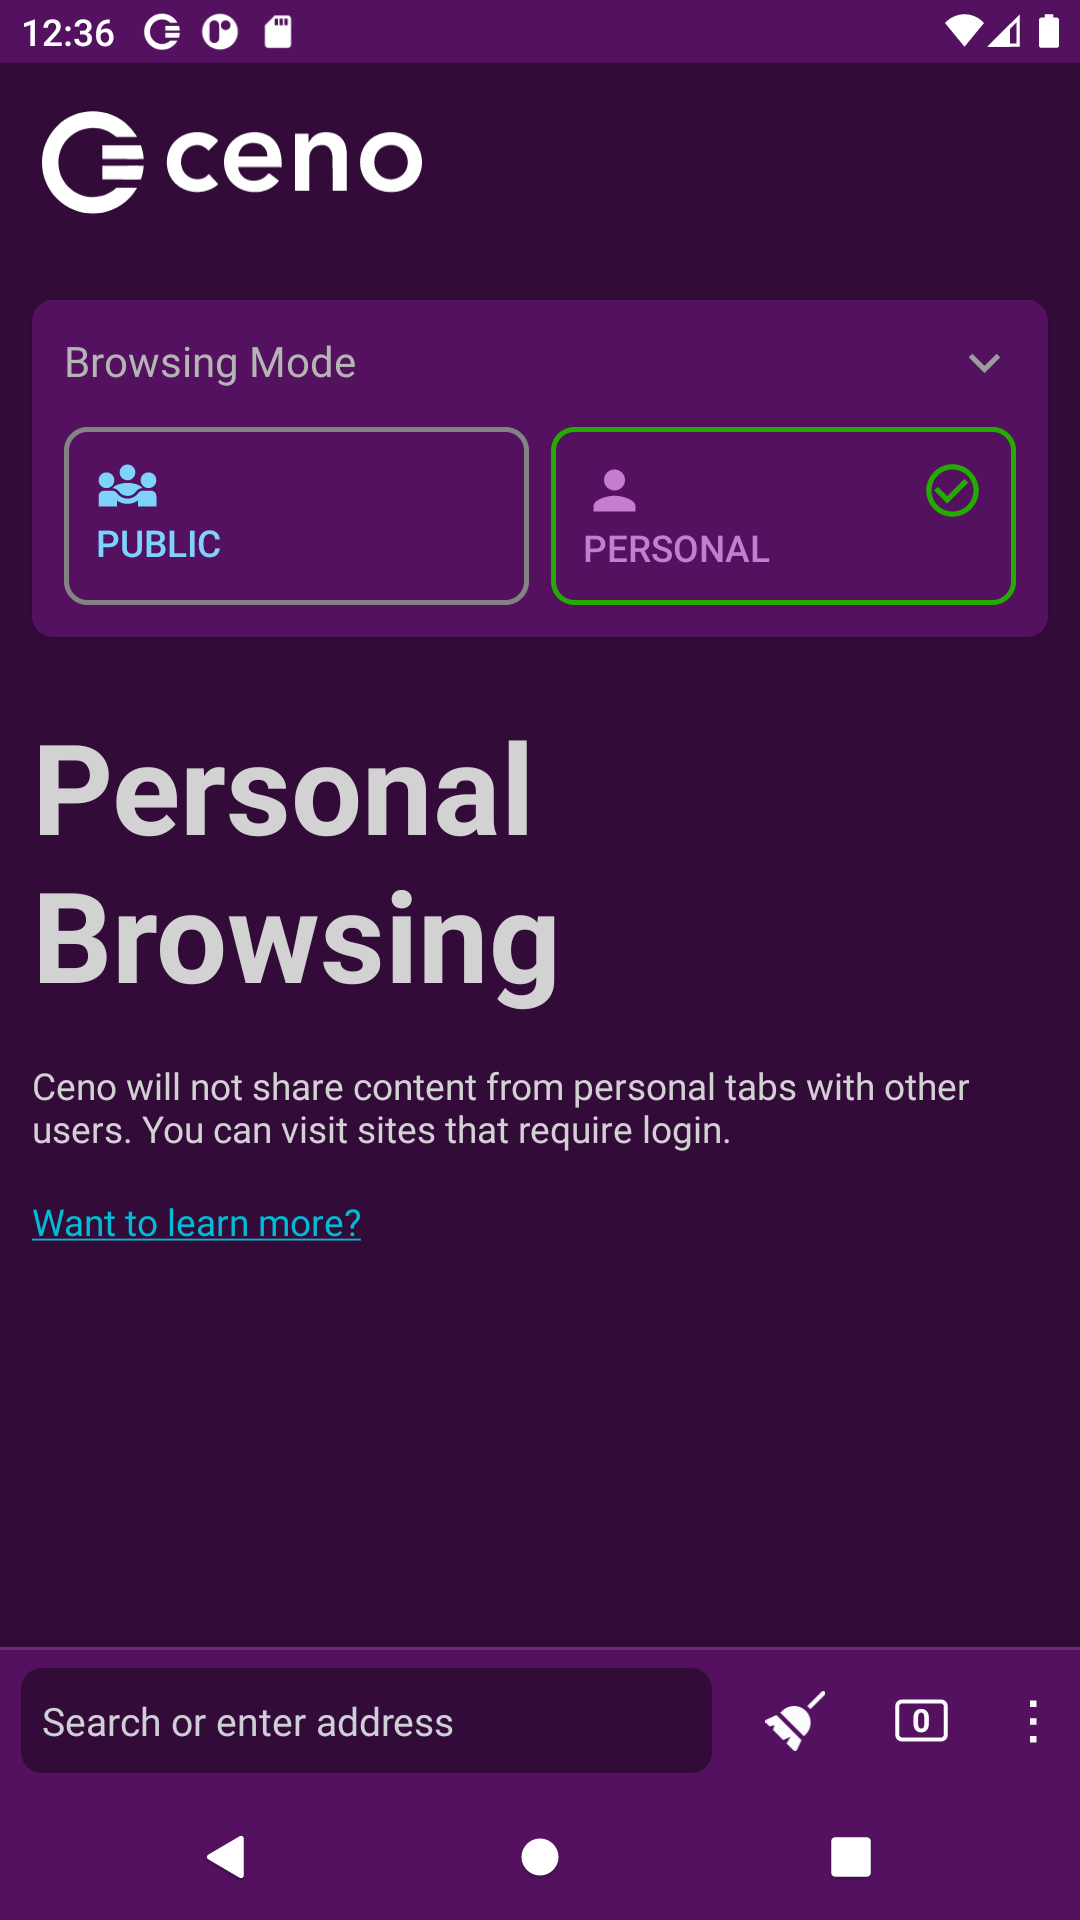 12:36
ceno
Browsing Mode
PUBLIC
PERSONAL
Personal
Browsing
Ceno will not share content from personal tabs with other
users. You can visit sites that require login.
Want to learn more?
Search or enter address
0